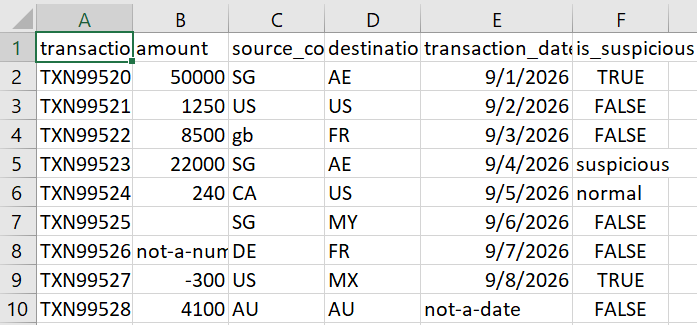 A B C D E F
1 transactio amount source_co destinatio transaction_date is_suspicious
2 TXN99520 50000 SG AE 9/1/2026 TRUE
3 TXN99521 1250 US US 9/2/2026 FALSE
4 TXN99522 8500 gb FR 9/3/2026 FALSE
5 TXN99523 22000 SG AE 9/4/2026 suspicious
6 TXN99524 240 CA US 9/5/2026 normal
7 TXN99525 SG MY 9/6/2026 FALSE
8 TXN99526 not-a-num DE FR 9/7/2026 FALSE
9 TXN99527 -300 US MX 9/8/2026 TRUE
10 TXN99528 4100 AU AU not-a-date FALSE